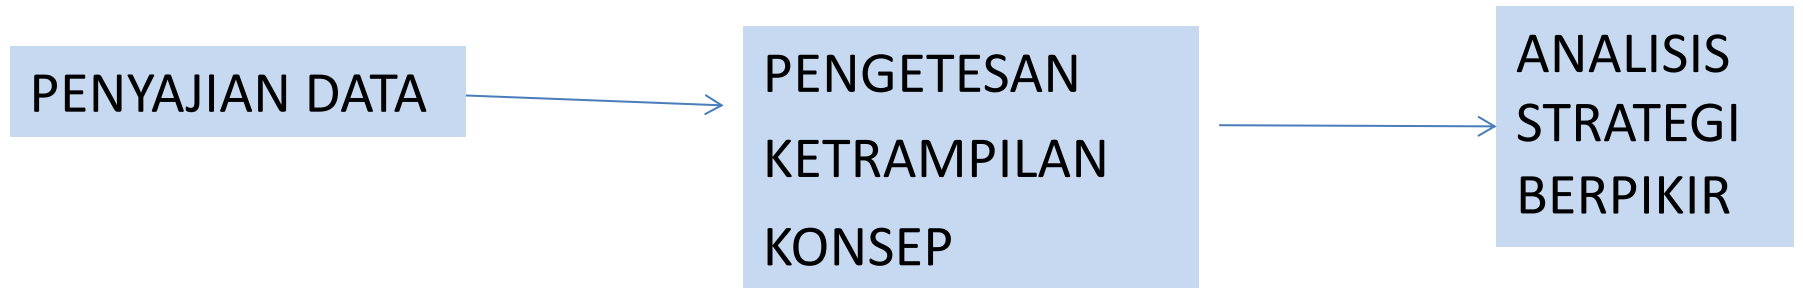 PENYAJIAN DATA
PENGETESAN
KETRAMPILAN
KONSEP
ANALISIS
STRATEGI
BERPIKIR